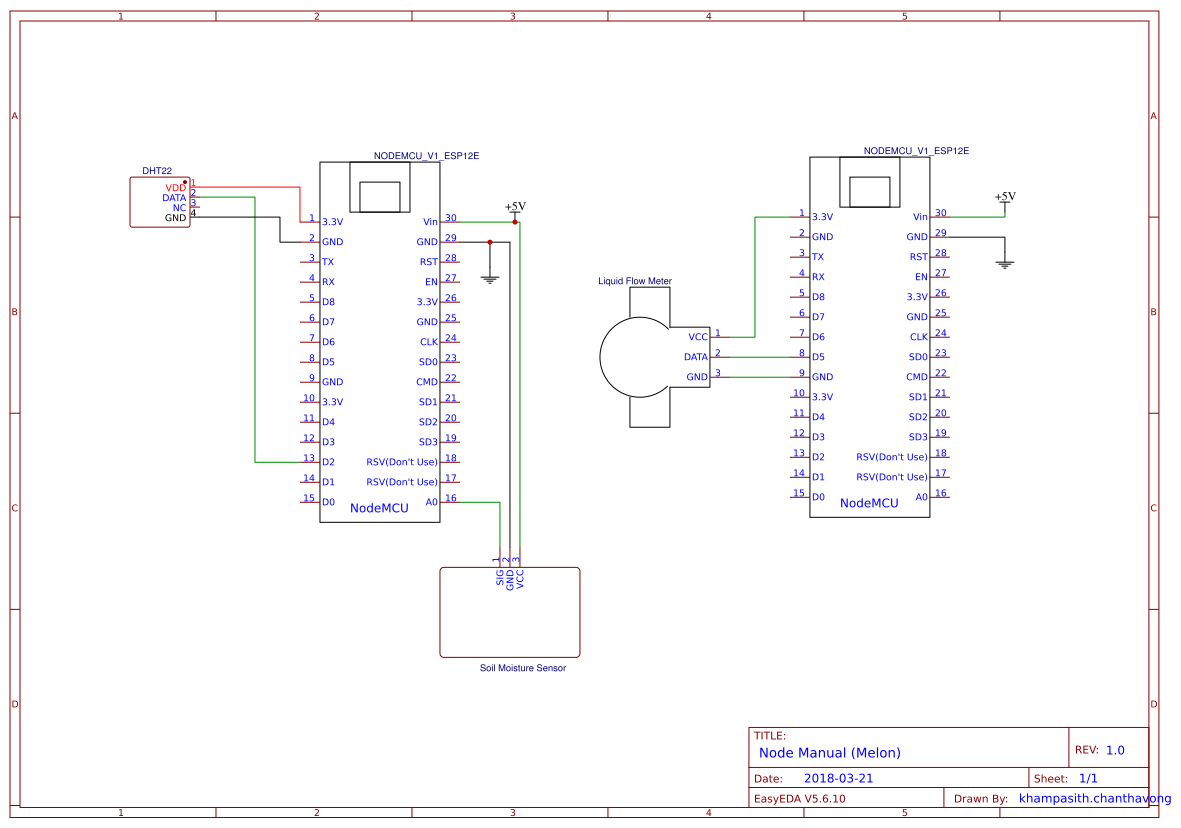 1 2 3 4 5
A A
B B
C C
D D
1 2 3 4 5
DHT22
VDD 1
DATA 2
NC 3
GND 4
NODEMCU_V1_ESP12E
1 3.3V Vin 30
2 GND GND 29
3 TX RST 28
4 RX EN 27
5 D8 3.3V 26
6 D7 GND 25
7 D6 CLK 24
8 D5 SD0 23
9 GND CMD 22
10 3.3V SD1 21
11 D4 SD2 20
12 D3 SD3 19
13 D2 RSV(Don't Use) 18
14 D1 RSV(Don't Use) 17
15 D0 A0 16
NodeMCU
+5V
1 2 3
SIG GND VCC
Soil Moisture Sensor
Liquid Flow Meter
VCC 1
DATA 2
GND 3
NODEMCU_V1_ESP12E
1 3.3V Vin 30
2 GND GND 29
3 TX RST 28
4 RX EN 27
5 D8 3.3V 26
6 D7 GND 25
7 D6 CLK 24
8 D5 SD0 23
9 GND CMD 22
10 3.3V SD1 21
11 D4 SD2 20
12 D3 SD3 19
13 D2 RSV(Don't Use) 18
14 D1 RSV(Don't Use) 17
15 D0 A0 16
NodeMCU
+5V
TITLE:
Node Manual (Melon)
REV: 1.0
Date: 2018-03-21
Sheet: 1/1
EasyEDA V5.6.10
Drawn By: khampasith.chanthavong